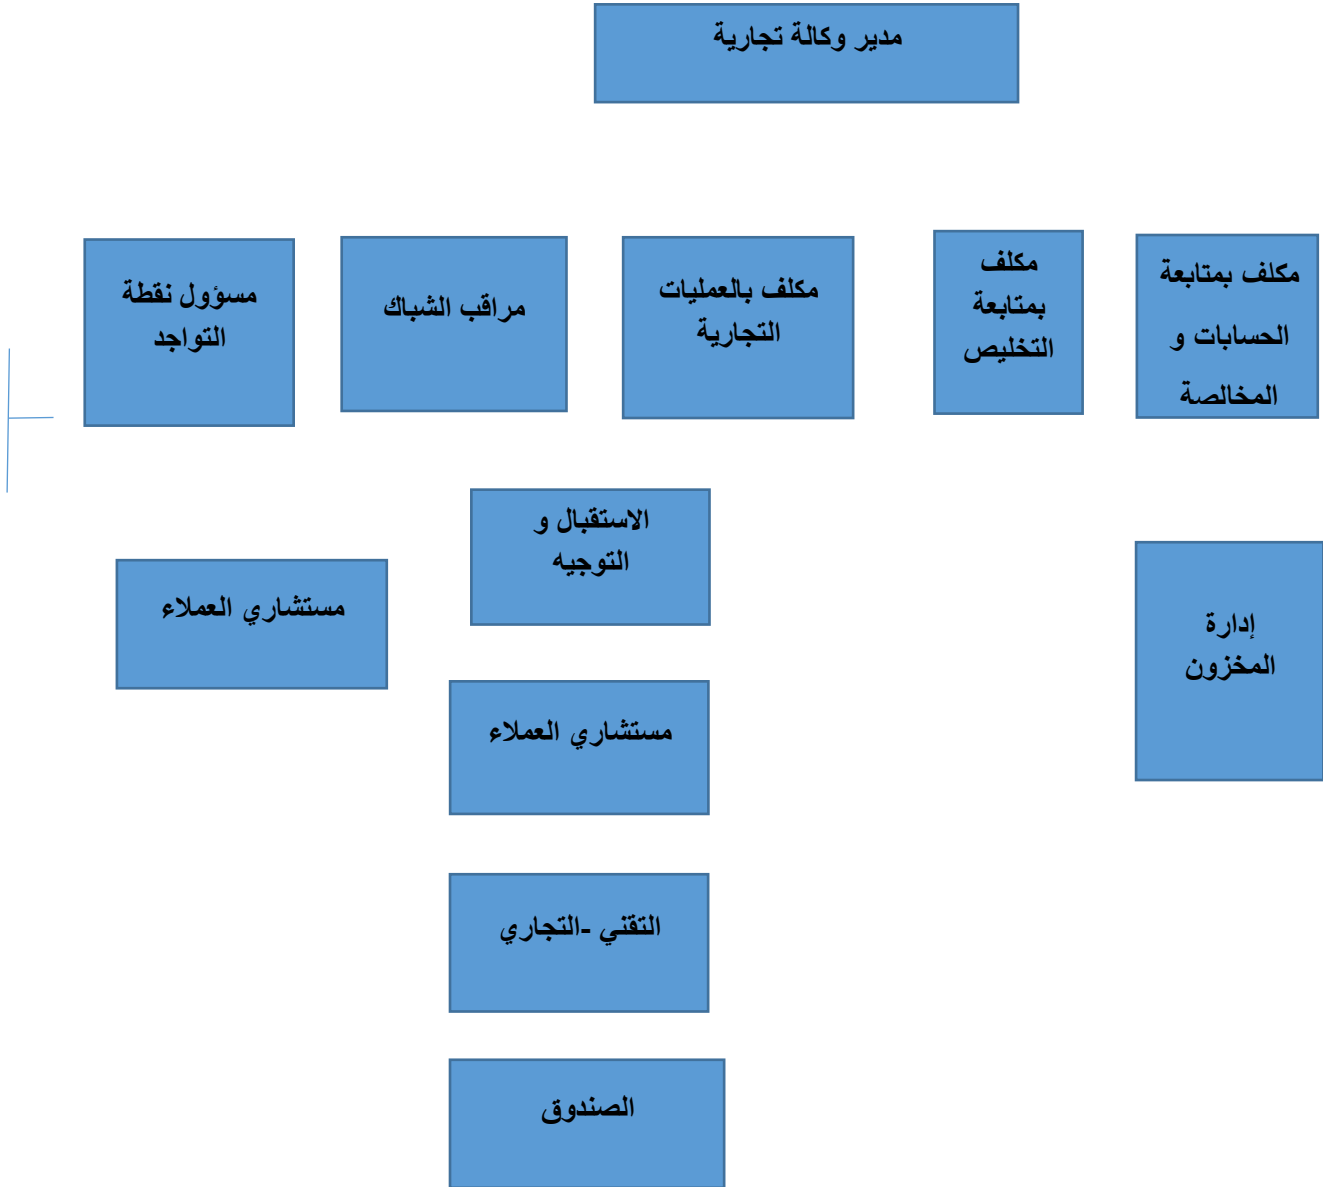 مدير وكالة تجارية
مكلف بمتابعة
الحسابات و
المخالصة
مكلف
بمتابعة
التخليص
مكلف بالعمليات
التجارية
مراقب الشباك
مسؤول نقطة
التواجد
الاستقبال و
التوجيه
إدارة
المخزون
مستشاري العملاء
مستشاري العملاء
التقني -التجاري
الصندوق